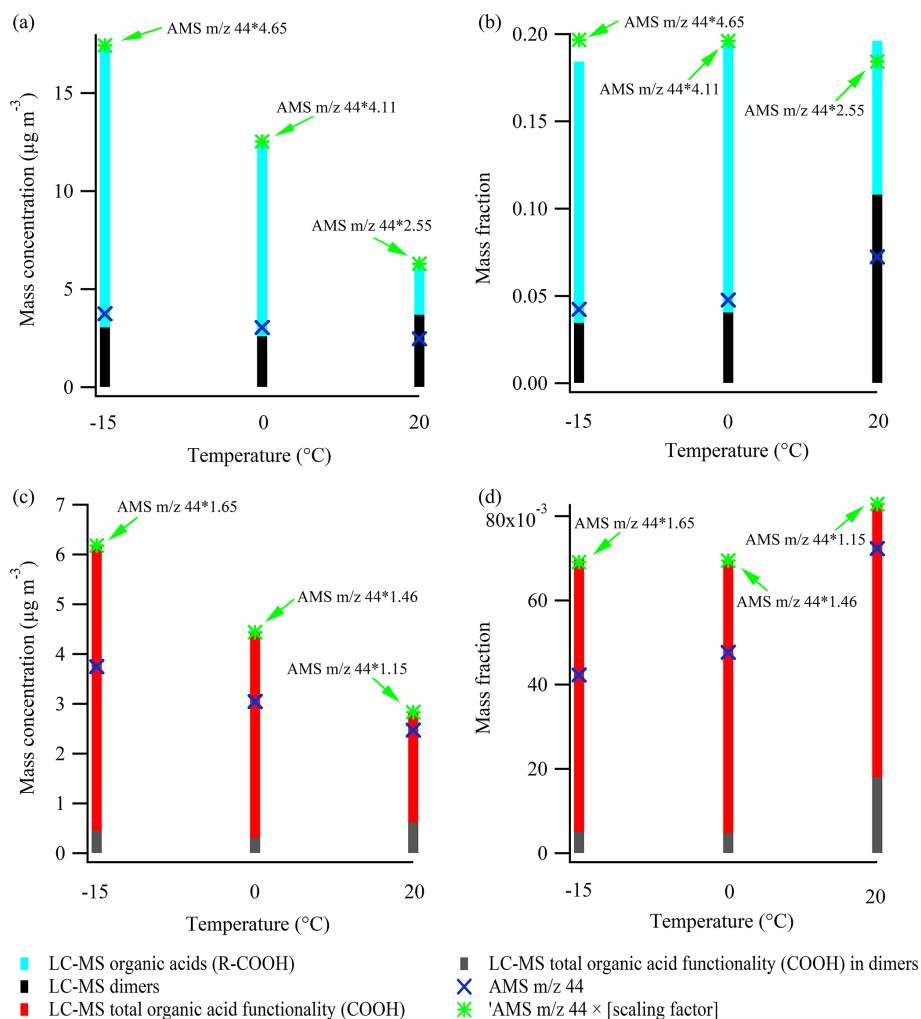 (a)
AMS m/z 44*4.65
AMS m/z 44*4.11
AMS m/z 44*2.55
Mass concentration (µg m⁻³)
15
10
5
0
-15
0
20
Temperature (°C)
(b)
AMS m/z 44*4.65
AMS m/z 44*4.11
AMS m/z 44*2.55
Mass fraction
0.20
0.15
0.10
0.05
0.00
-15
0
20
Temperature (°C)
(c)
AMS m/z 44*1.65
AMS m/z 44*1.46
AMS m/z 44*1.15
Mass concentration (µg m⁻³)
7
6
5
4
3
2
1
0
-15
0
20
Temperature (°C)
(d)
AMS m/z 44*1.65
AMS m/z 44*1.15
AMS m/z 44*1.46
Mass fraction
80x10⁻³
60
40
20
0
-15
0
20
Temperature (°C)
LC-MS organic acids (R-COOH)
LC-MS dimers
LC-MS total organic acid functionality (COOH)
LC-MS total organic acid functionality (COOH) in dimers
AMS m/z 44
'AMS m/z 44 × [scaling factor]